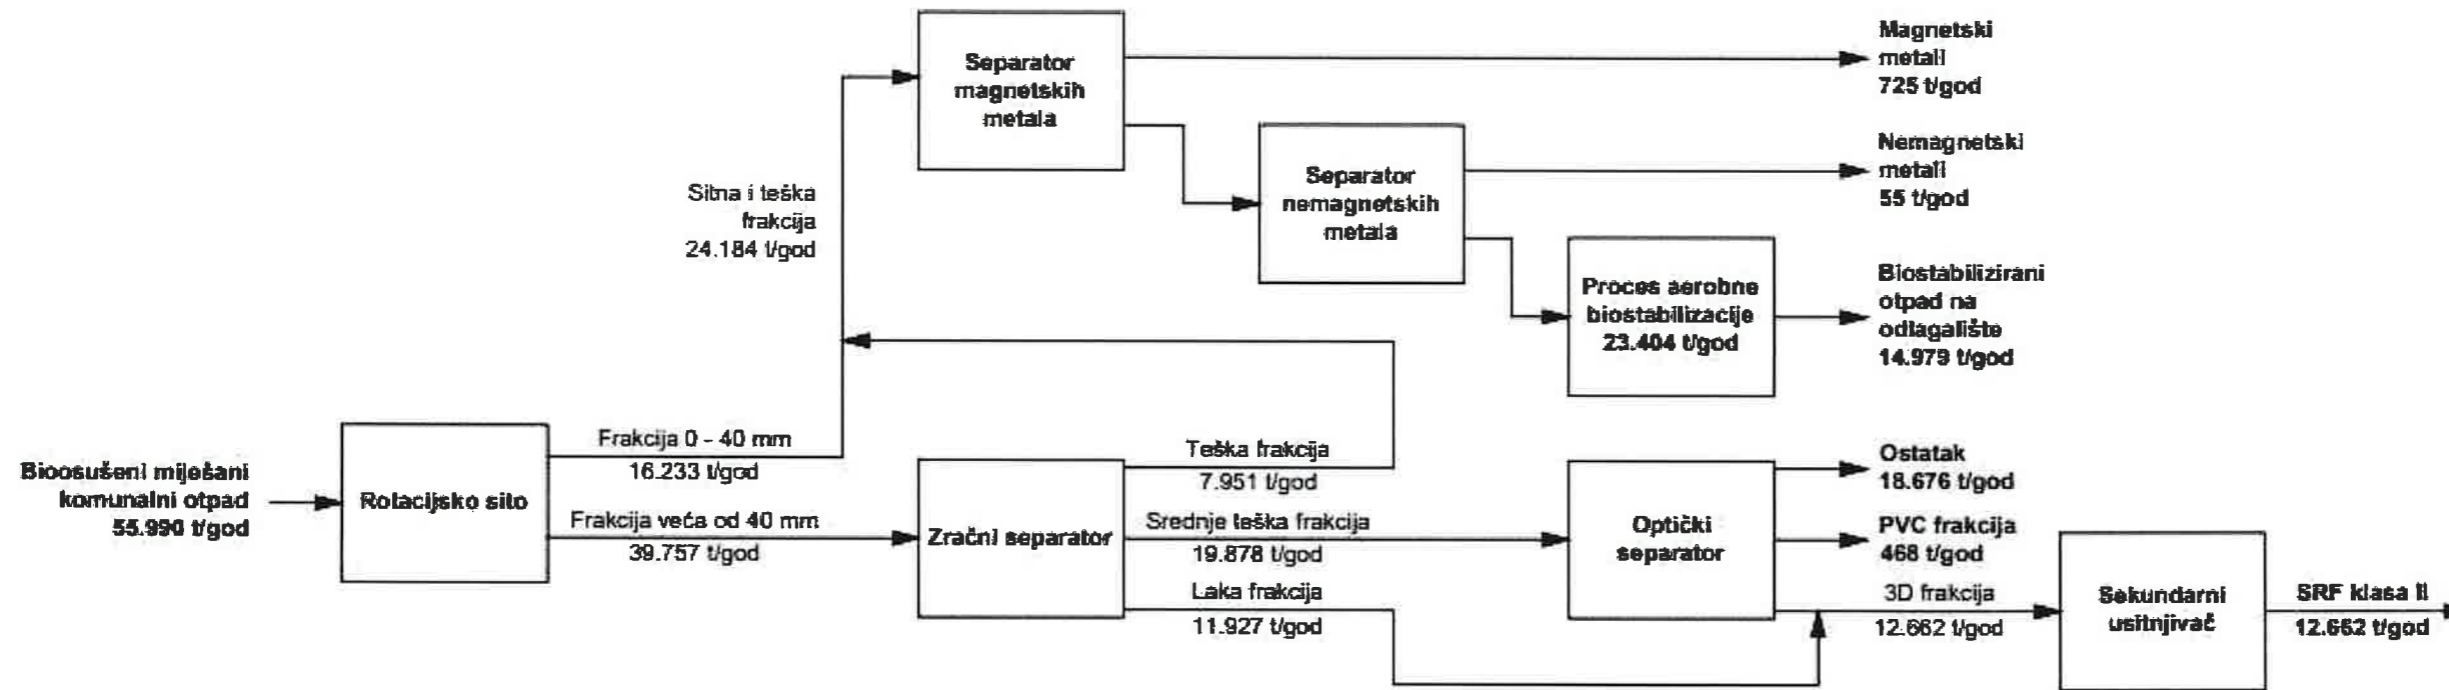 Magnetski
metali
725 t/god
Separator
magnetskih
metala
Nemagnetski
metali
55 t/god
Separator
nemagnetskih
metala
Sitna i teška
frakcija
24.184 t/god
Biostabilizirani
otpad na
odlagalište
14.979 t/god
Proces aerobne
biostabilizacije
23.404 t/god
Bioosušeni miješani
komunalni otpad
55.990 t/god
Rotacijsko sito
Frakcija 0 - 40 mm
16.233 t/god
Frakcija veća od 40 mm
39.757 t/god
Zračni separator
Teška frakcija
7.951 t/god
Srednje teška frakcija
19.878 t/god
Laka frakcija
11.927 t/god
Optički
separator
Ostatak
18.676 t/god
PVC frakcija
468 t/god
3D frakcija
12.662 t/god
Sekundarni
usitnjivač
SRF klasa II
12.662 t/god